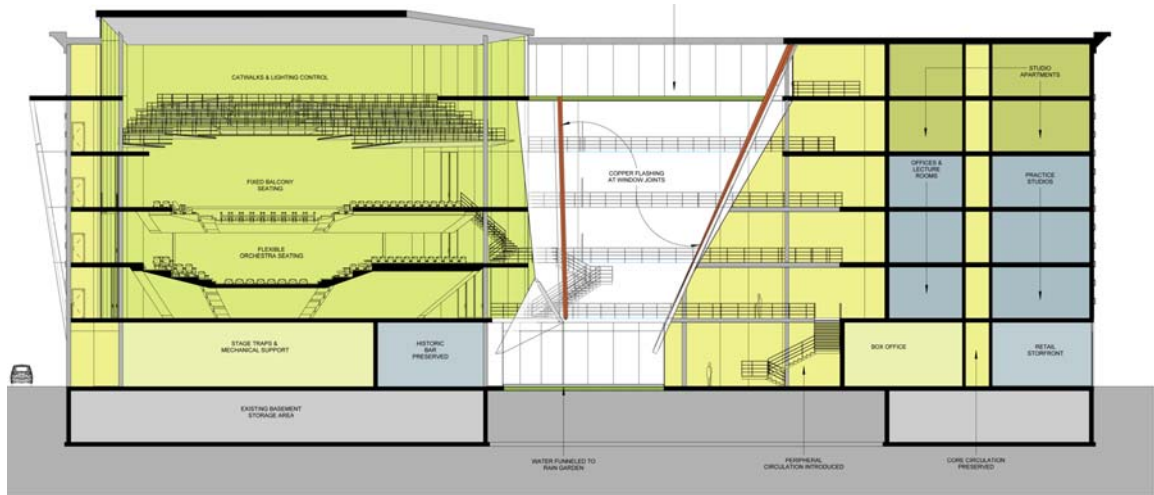 CATWALKS & LIGHTING CONTROL
STUDIO
APARTMENTS
COPPER FLASHING
AT WINDOW JOINTS
OFFICES &
LECTURE
ROOMS
PRACTICE
STUDIOS
FIXED BALCONY
SEATING
FLEXIBLE
ORCHESTRA SEATING
STAGE TRAPS &
MECHANICAL SUPPORT
HISTORIC
BAR
PRESERVED
BOX OFFICE
RETAIL
STORFRONT
EXISTING BASEMENT
STORAGE AREA
WATER FUNNELED TO
RAIN GARDEN
PERIPHERAL
CIRCULATION INTRODUCED
CORE CIRCULATION
PRESERVED